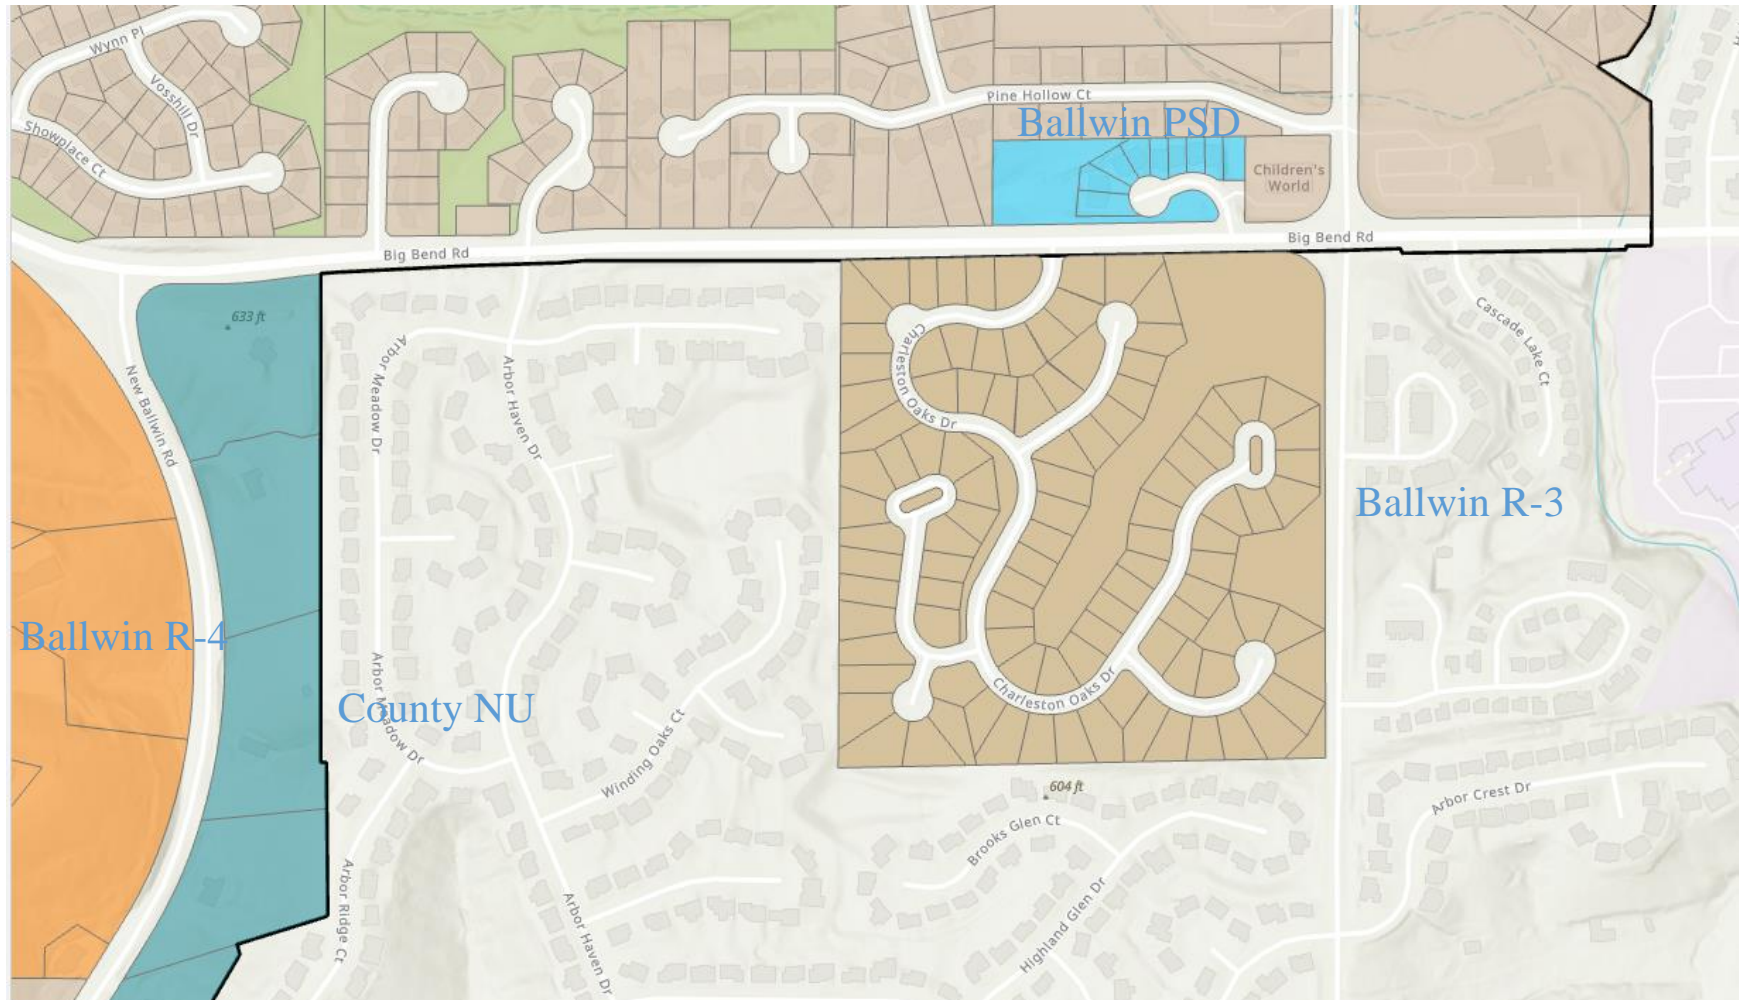 Wynn Pl
Vosshill Dr
Showplace Ct
Pine Hollow Ct
Ballwin PSD
Children's
World
Big Bend Rd
Big Bend Rd
633 ft
New Ballwin Rd
Arbor Meadow Dr
Arbor Haven Dr
Charleston Oaks Dr
Cascade Lake Ct
Ballwin R-3
Ballwin R-4
County NU
Arbor Meadow Dr
Winding Oaks Ct
Charleston Oaks Dr
604 ft
Brooks Glen Ct
Arbor Crest Dr
Arbor Ridge Ct
Arbor Haven Dr
Highland Glen Dr